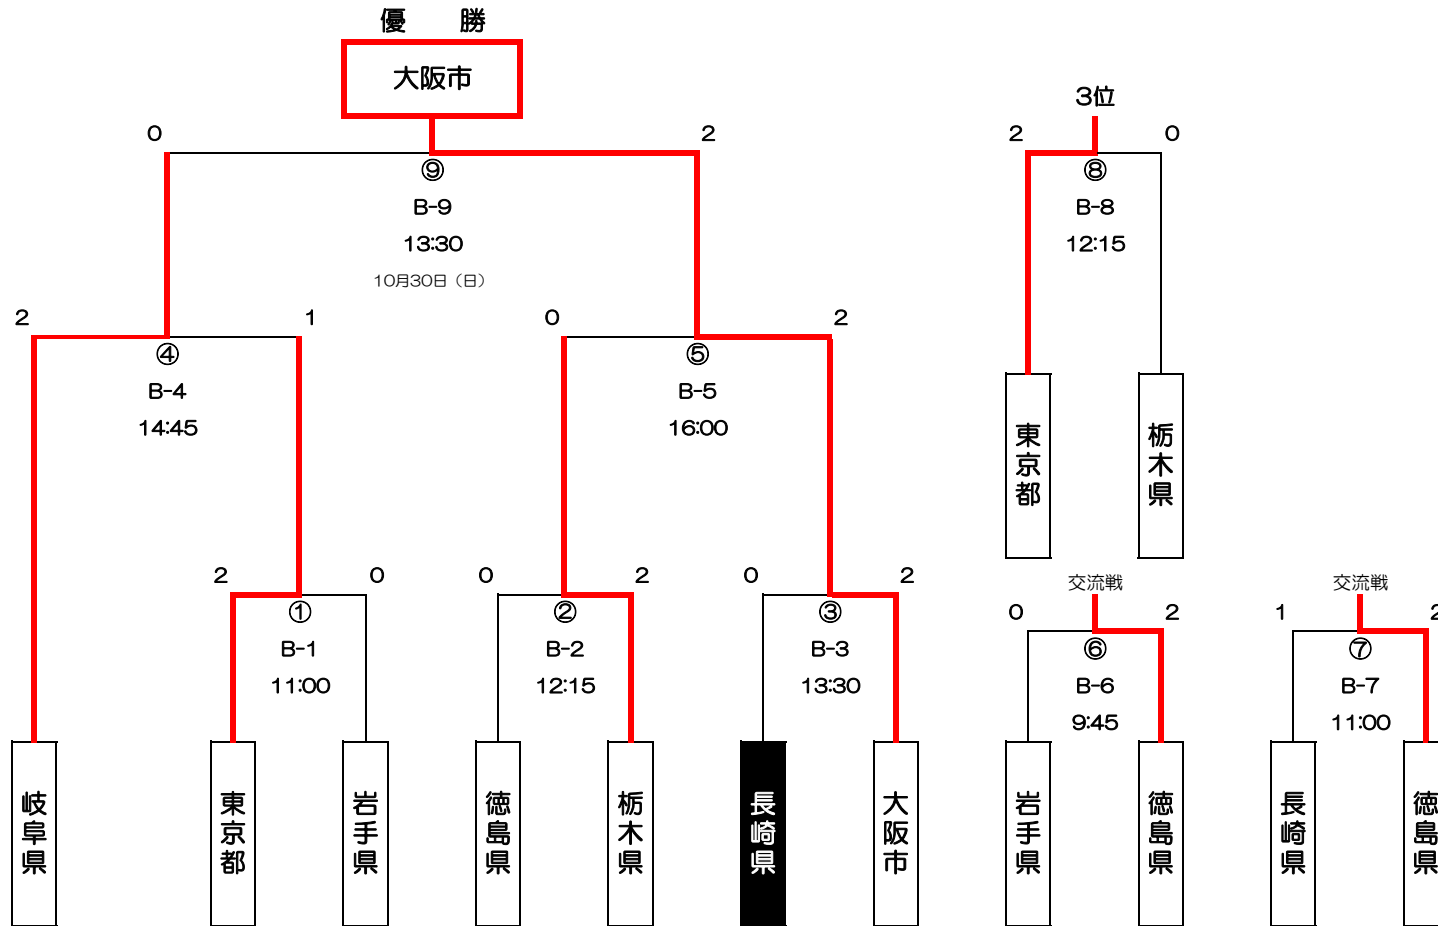 優 勝
大阪市
3位
0
2
2
0
⑨
⑧
B-9
B-8
13:30
12:15
10月30日（日）
2
1
0
2
④
⑤
B-4
B-5
14:45
16:00
東京都
栃木県
2
0
0
2
0
2
交流戦
交流戦
①
②
③
0
2
1
2
B-1
B-2
B-3
⑥
⑦
11:00
12:15
13:30
B-6
B-7
9:45
11:00
岐阜県
東京都
岩手県
徳島県
栃木県
長崎県
大阪市
岩手県
徳島県
長崎県
徳島県